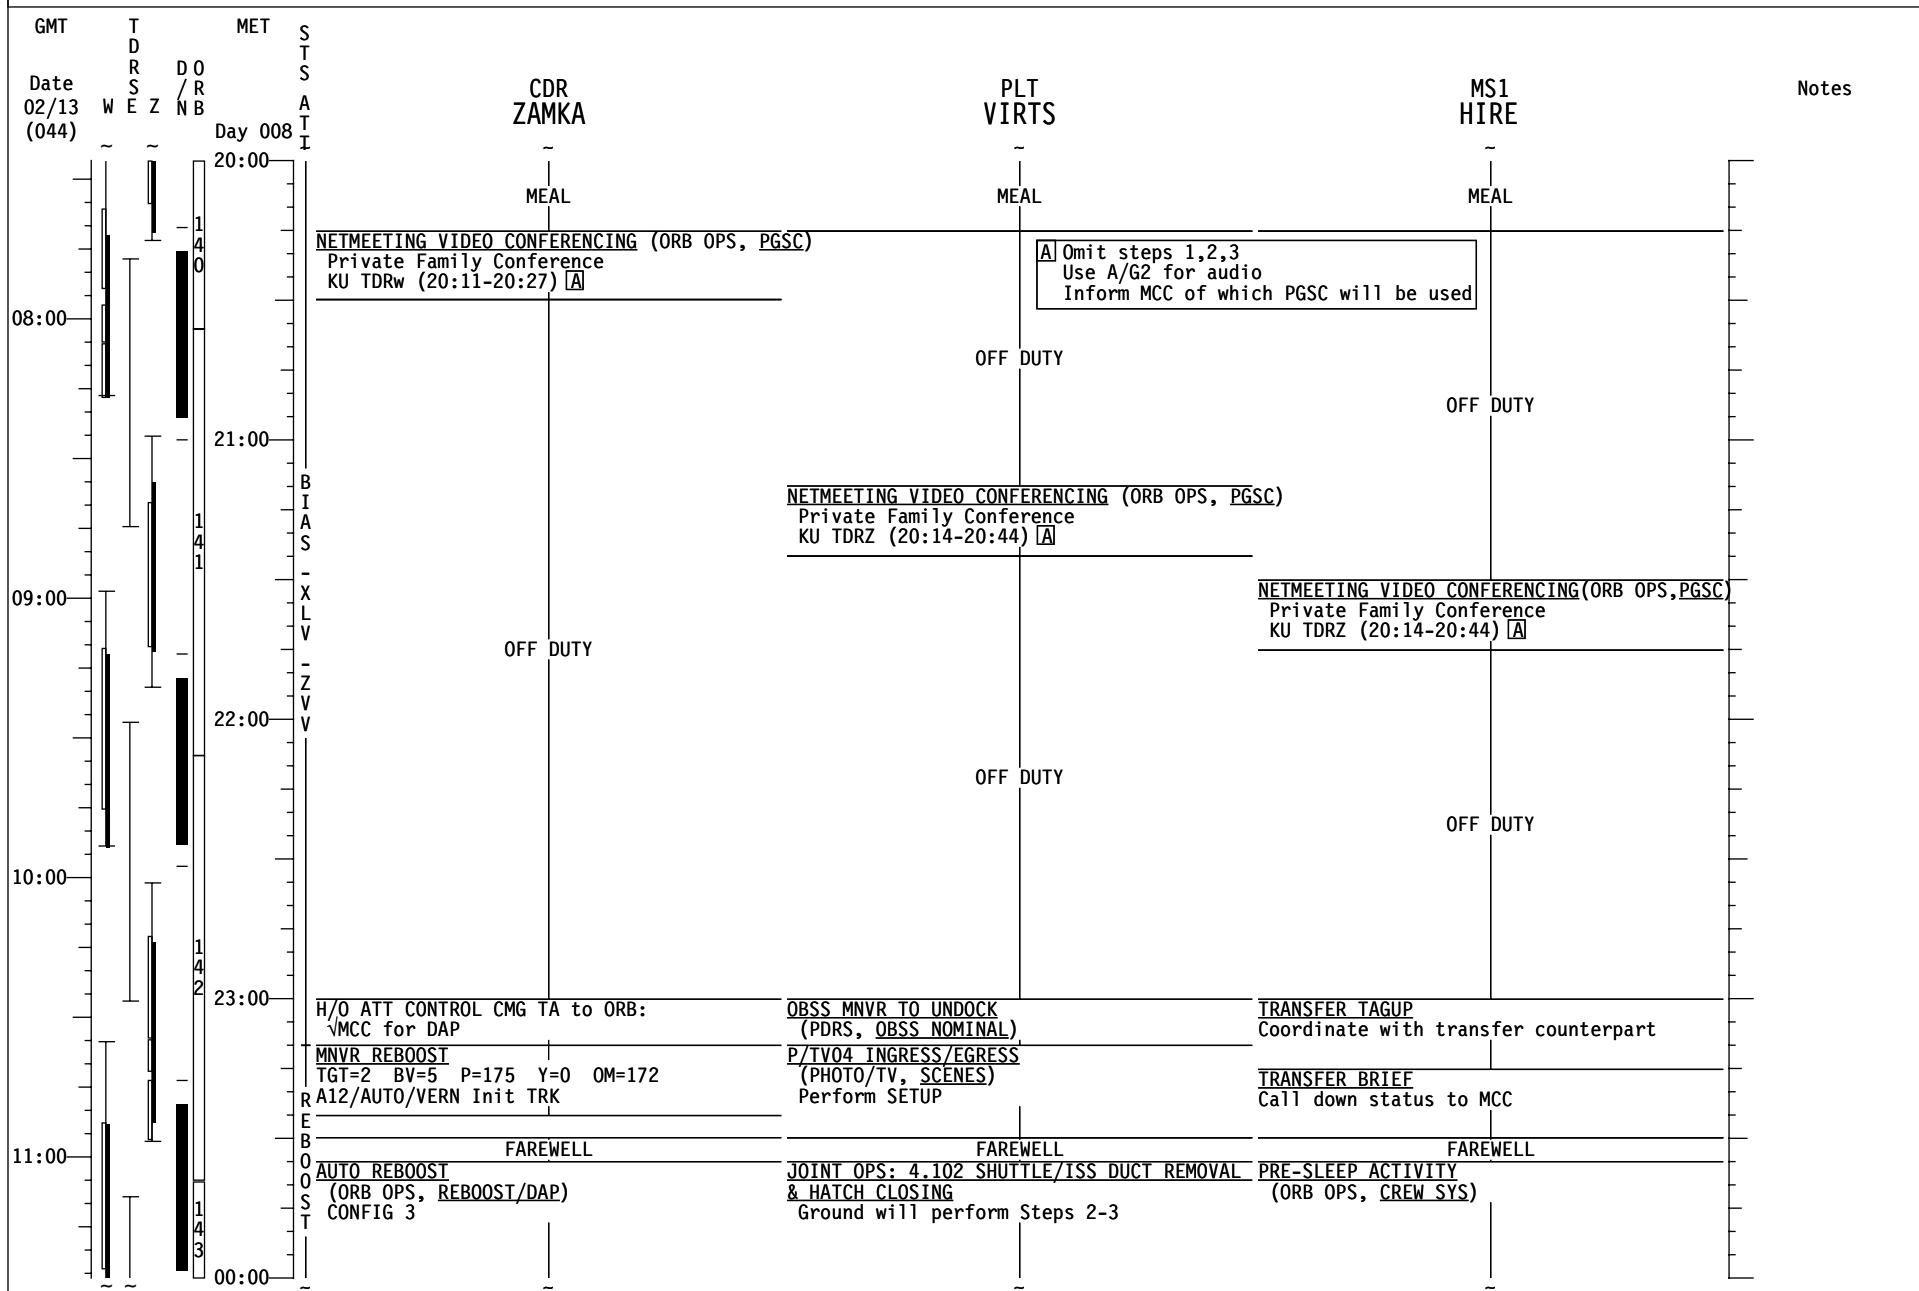 GMT
TDRS
MET
STS ATT
Date
02/13
(044)
W E Z
D/N
ORB
Day 008
CDR
ZAMKA
PLT
VIRTS
MS1
HIRE
Notes
~ ~ ~ ~ ~
20:00
MEAL MEAL MEAL
140
NETMEETING VIDEO CONFERENCING (ORB OPS, PGSC)
Private Family Conference
KU TDRw (20:11-20:27) A
A Omit steps 1,2,3
Use A/G2 for audio
Inform MCC of which PGSC will be used
08:00
OFF DUTY
OFF DUTY
21:00
BIAS -XLV -ZVV
NETMEETING VIDEO CONFERENCING (ORB OPS, PGSC)
Private Family Conference
KU TDRZ (20:14-20:44) A
141
09:00
NETMEETING VIDEO CONFERENCING(ORB OPS,PGSC)
Private Family Conference
KU TDRZ (20:14-20:44) A
OFF DUTY
22:00
OFF DUTY
OFF DUTY
10:00
142
23:00
H/O ATT CONTROL CMG TA to ORB:
√MCC for DAP
OBSS MNVR TO UNDOCK
(PDRS, OBSS NOMINAL)
TRANSFER TAGUP
Coordinate with transfer counterpart
MNVR REBOOST
TGT=2 BV=5 P=175 Y=0 OM=172
A12/AUTO/VERN Init TRK
P/TV04 INGRESS/EGRESS
(PHOTO/TV, SCENES)
Perform SETUP
TRANSFER BRIEF
Call down status to MCC
REBOOST
11:00
FAREWELL FAREWELL FAREWELL
AUTO REBOOST
(ORB OPS, REBOOST/DAP)
CONFIG 3
JOINT OPS: 4.102 SHUTTLE/ISS DUCT REMOVAL
& HATCH CLOSING
Ground will perform Steps 2-3
PRE-SLEEP ACTIVITY
(ORB OPS, CREW SYS)
143
00:00
~ ~ ~ ~ ~ ~